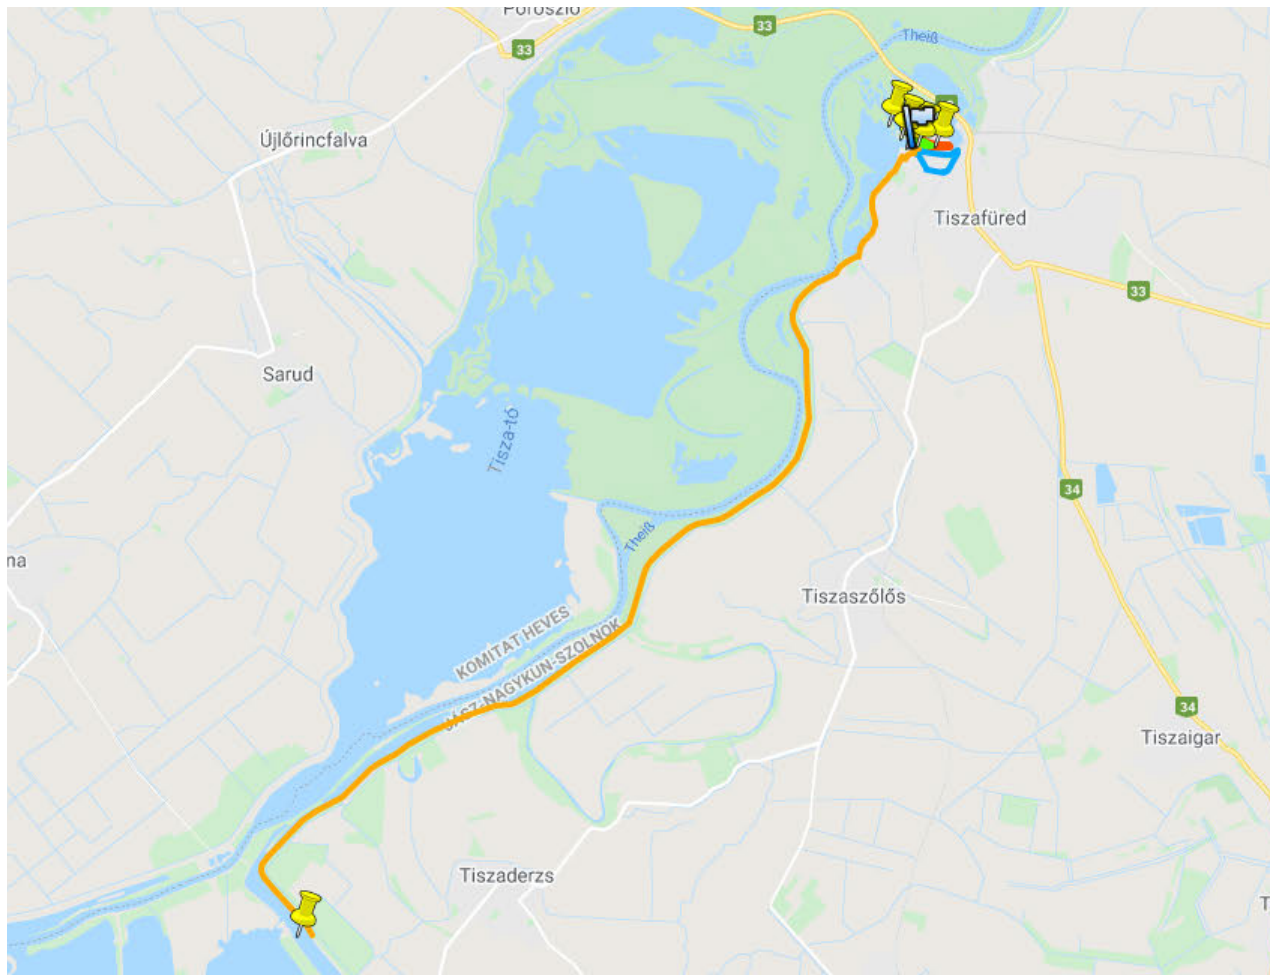 Poroszló
33
33
Theiß
Újlőrincfalva
Tiszafüred
33
Sarud
Tisza-tó
34
Theiß
na
Tiszaszőlős
KOMITAT HEVES
JÁSZ-NAGYKUN-SZOLNOK
34
Tiszaigar
Tiszaderzs
T